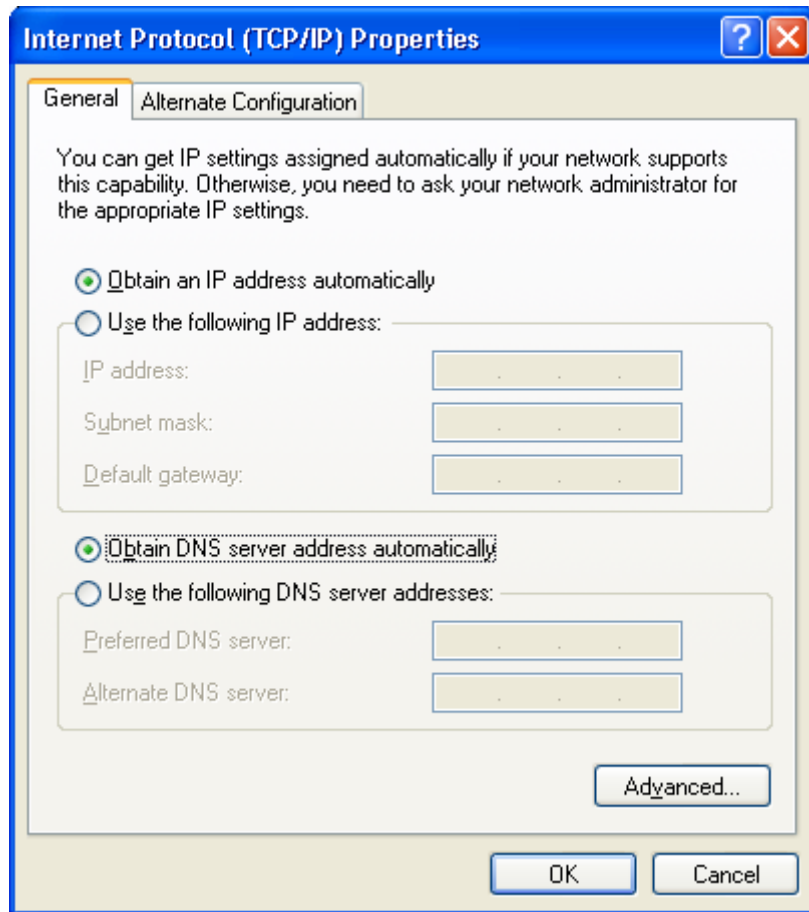 Internet Protocol (TCP/IP) Properties
General
Alternate Configuration
You can get IP settings assigned automatically if your network supports
this capability. Otherwise, you need to ask your network administrator for
the appropriate IP settings.
Obtain an IP address automatically
Use the following IP address:
IP address:
Subnet mask:
Default gateway:
Obtain DNS server address automatically
Use the following DNS server addresses:
Preferred DNS server:
Alternate DNS server:
Advanced...
OK
Cancel